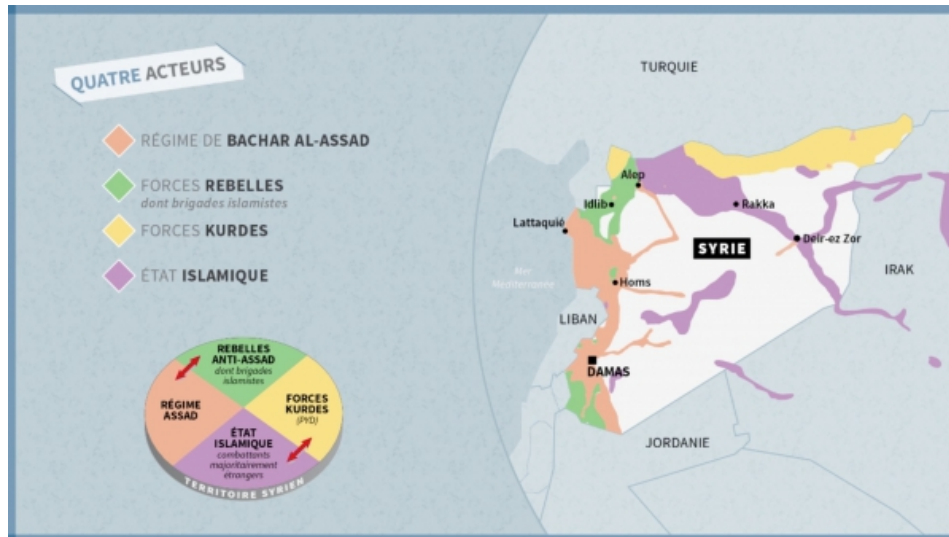 QUATRE ACTEURS
RÉGIME DE BACHAR AL-ASSAD
FORCES REBELLES
dont brigades islamistes
FORCES KURDES
ÉTAT ISLAMIQUE
REBELLES
ANTI-ASSAD
dont brigades
islamistes
RÉGIME
ASSAD
FORCES
KURDES
(PYD)
ÉTAT
ISLAMIQUE
combattants
majoritairement
étrangers
TERRITOIRE SYRIEN
TURQUIE
Alep
Idlib
Rakka
Lattaquié
Deir-ez Zor
SYRIE
IRAK
Mer
Méditerranée
Homs
LIBAN
DAMAS
JORDANIE